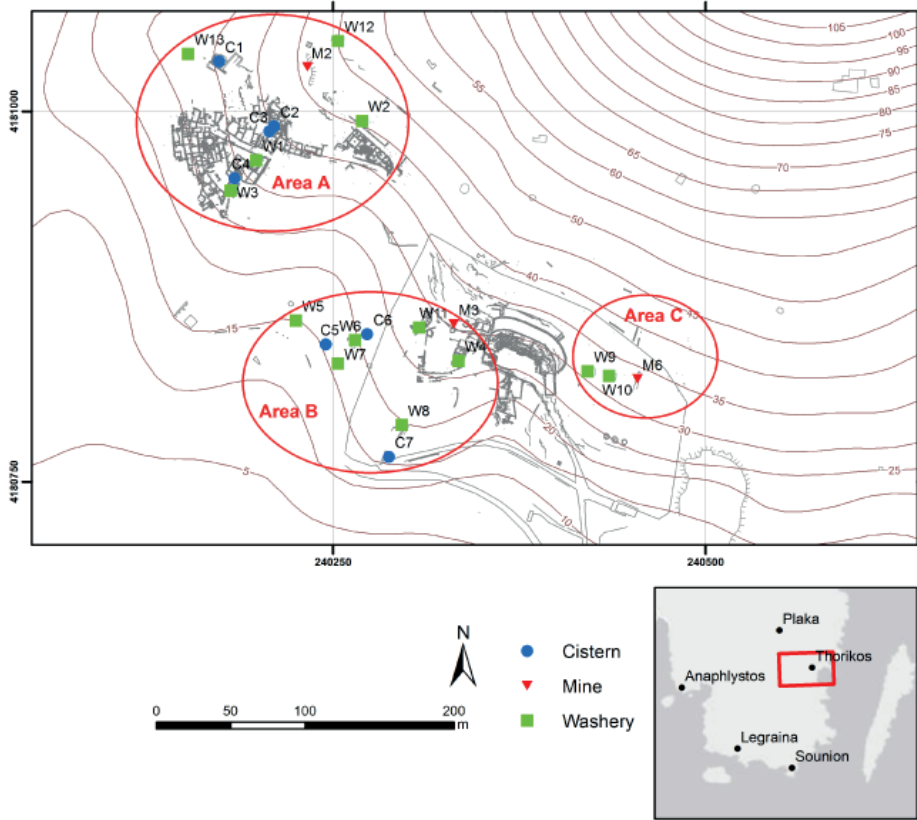 W12
105
W13
C1
M2
100
95
90
55
85
W2
80
4181000
C3
C2
75
W1
70
65
C4
Area A
60
W3
55
50
45
40
W5
W11
M3
45
15
C5
W6
C6
Area C
W7
W4
W9
M6
W10
Area B
35
W8
20
30
C7
4180750
5
25
10
240250
240500
N
Cistern
Mine
Washery
0
50
100
200
m
Plaka
Thorikos
Anaphlystos
Legraina
Sounion